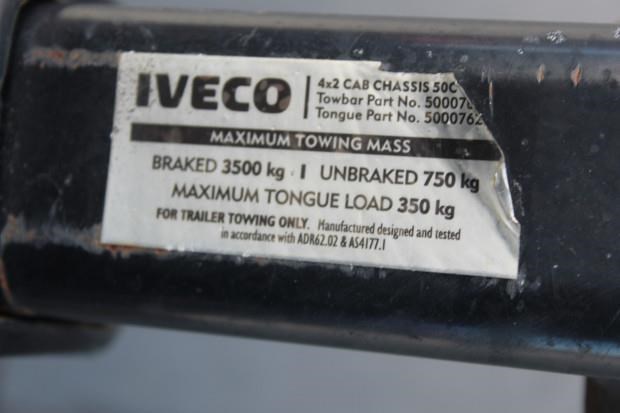 IVECO
4x2 CAB CHASSIS 50C
Towbar Part No.
Tongue Part No. 5000762
MAXIMUM TOWING MASS
BRAKED 3500 kg I UNBRAKED 750 kg
MAXIMUM TONGUE LOAD 350 kg
FOR TRAILER TOWING ONLY. Manufactured designed and tested
in accordance with ADR62.02 & AS4177.1